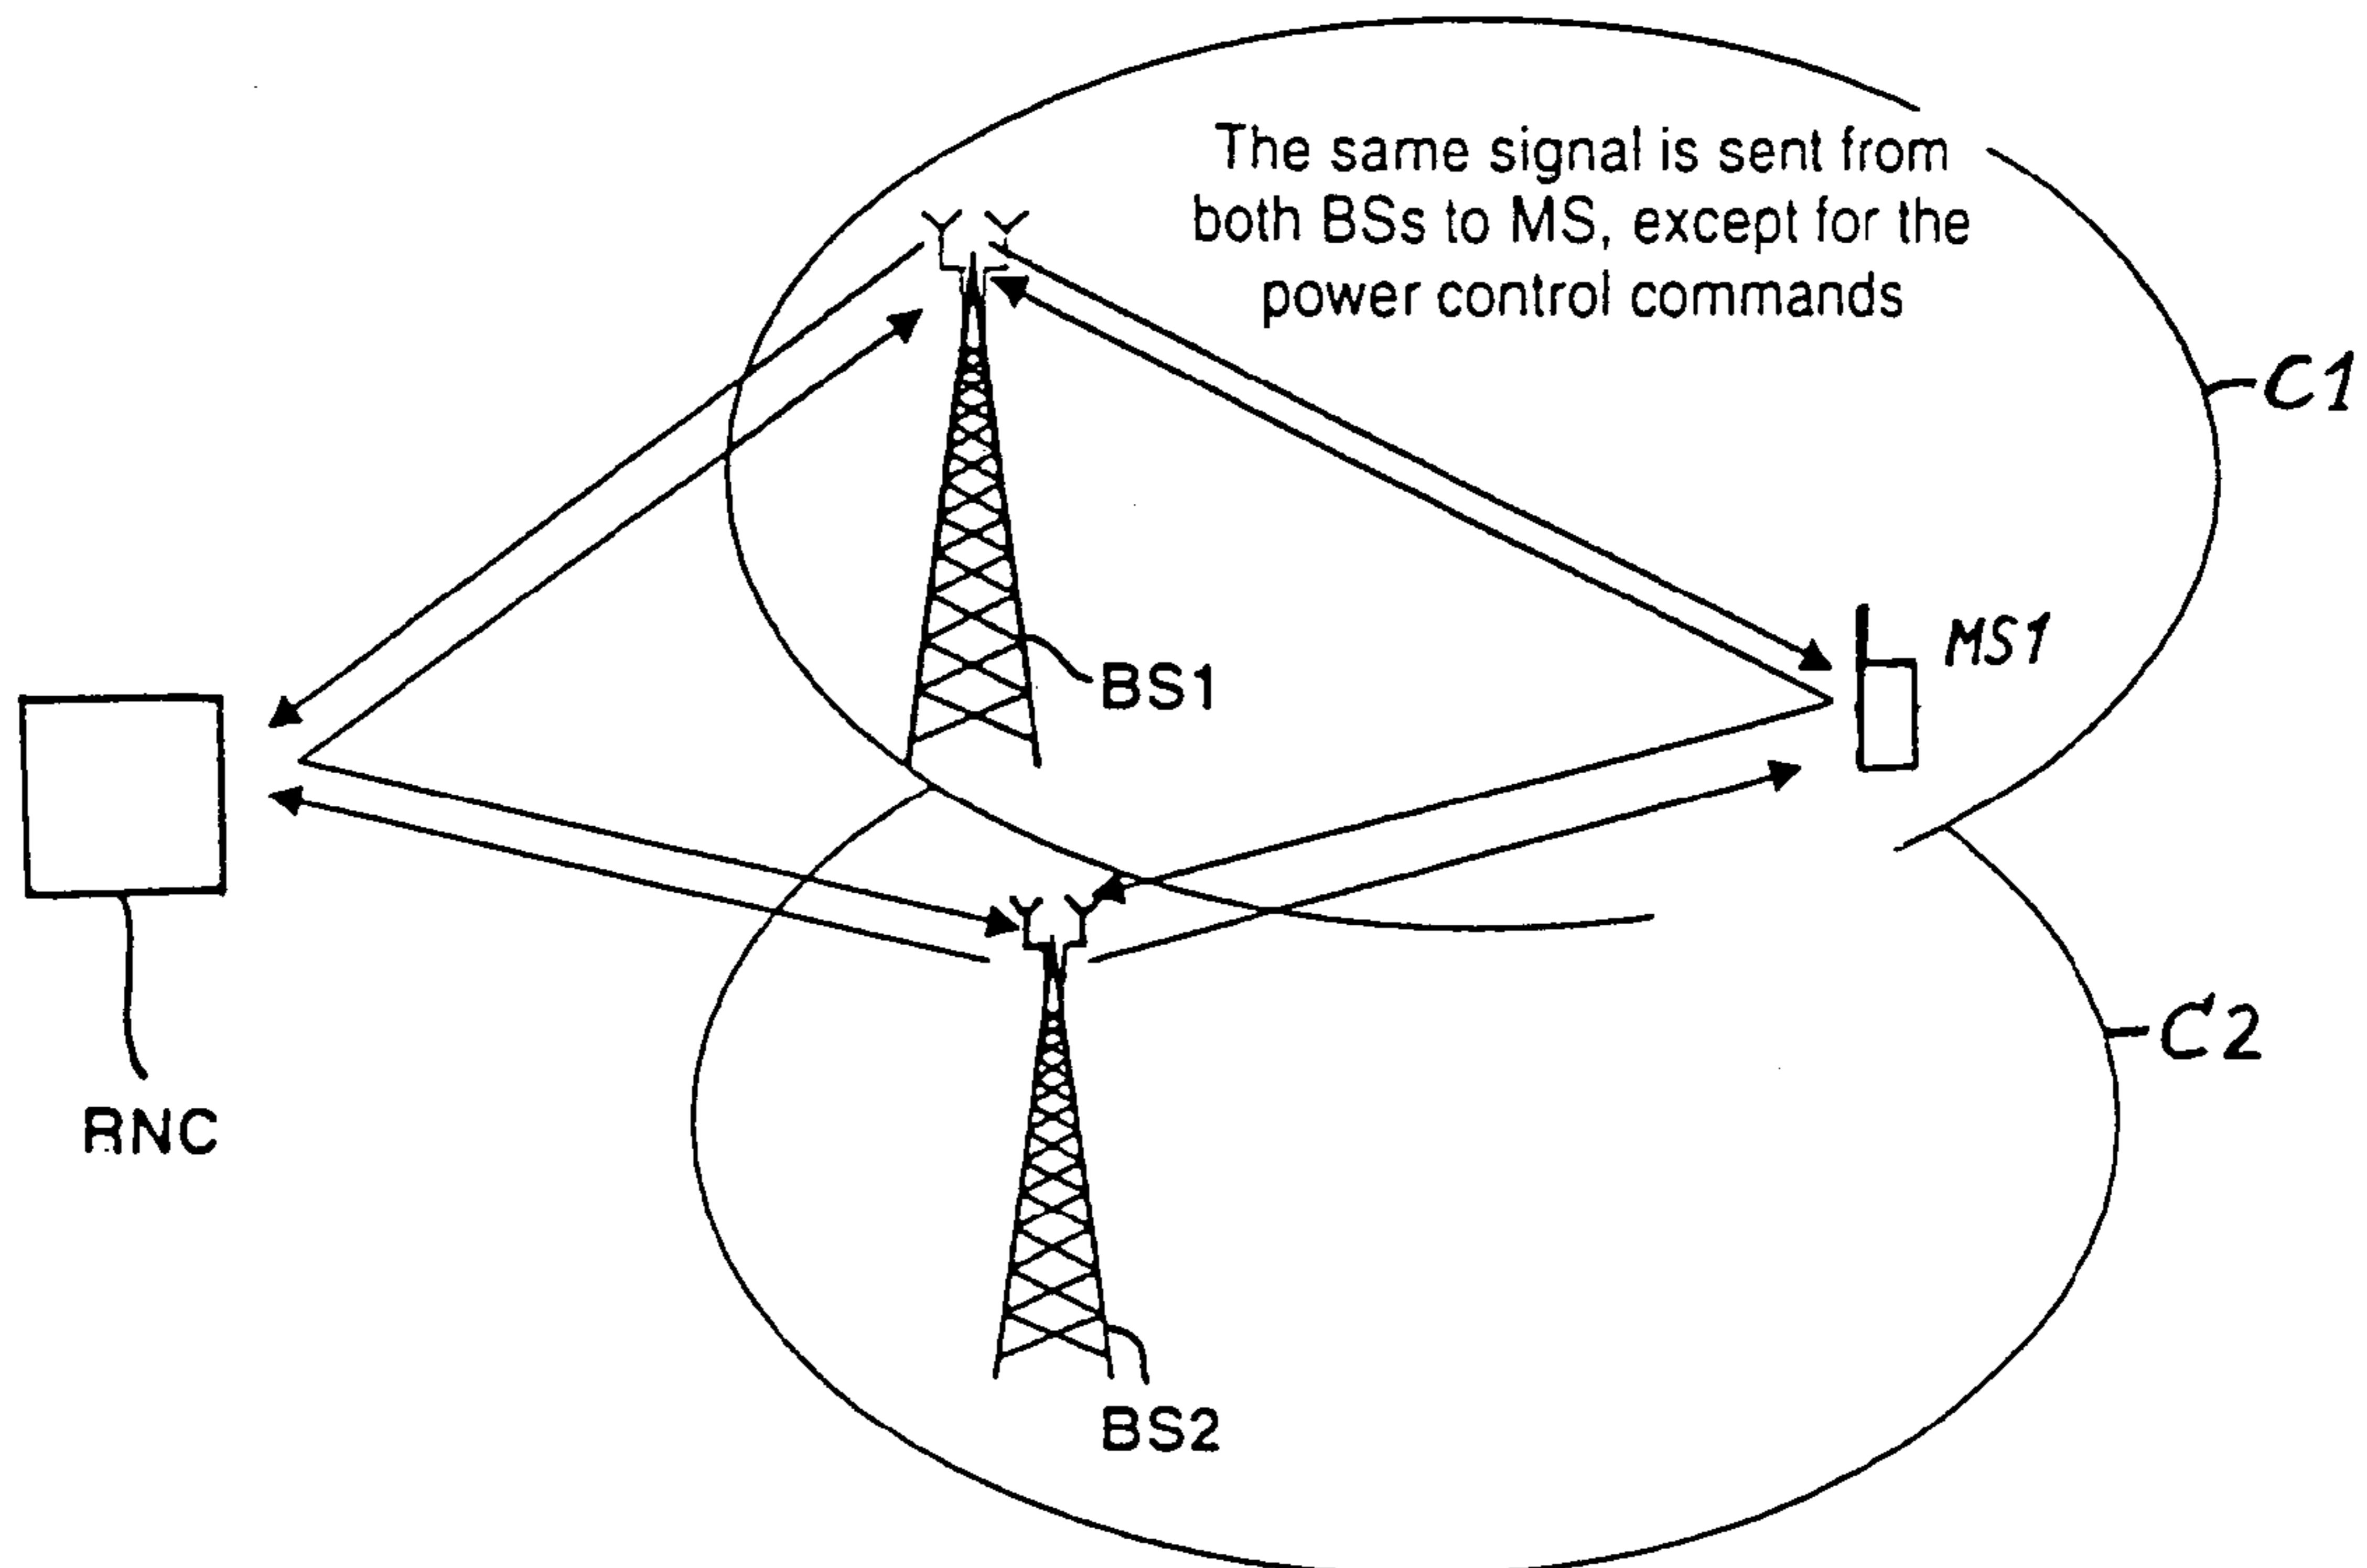 The same signal is sent from
both BSs to MS, except for the
power control commands
C1
MS1
BS1
RNC
C2
BS2